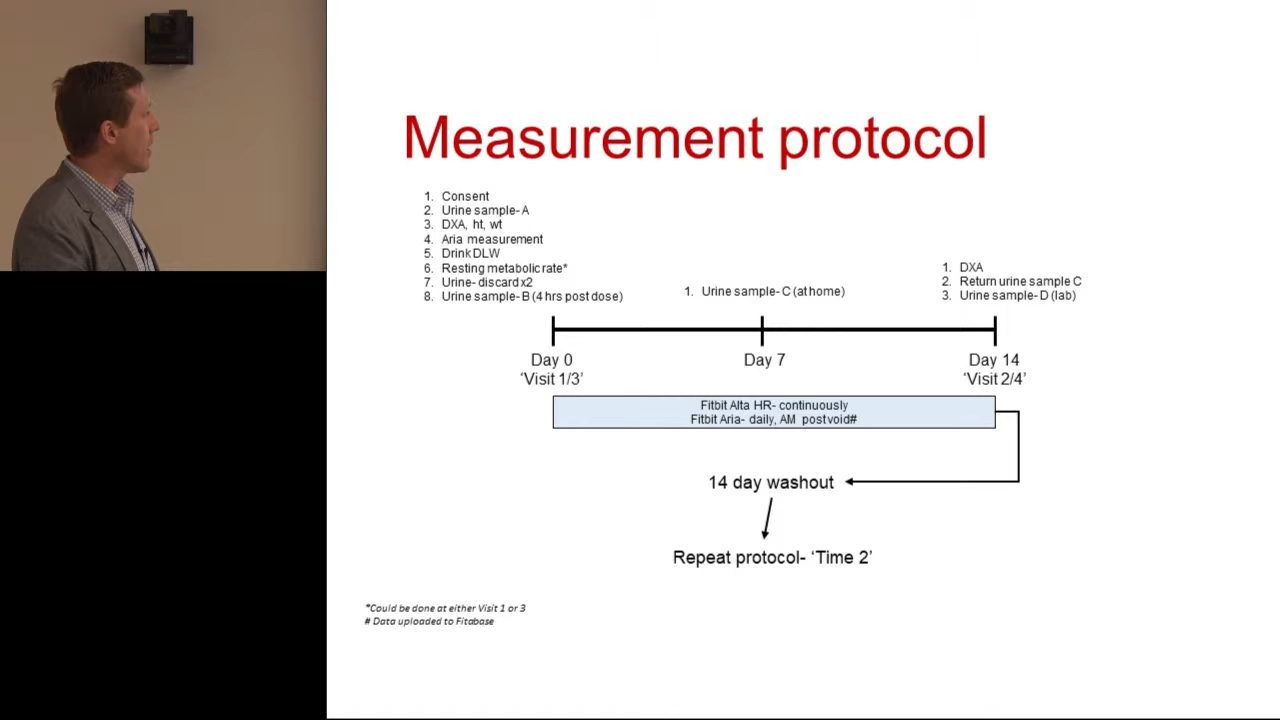 Measurement protocol
1. Consent
2. Urine sample- A
3. DXA, ht, wt
4. Aria measurement
5. Drink DLW
6. Resting metabolic rate*
7. Urine- discard x2
8. Urine sample- B (4 hrs post dose)
1. Urine sample- C (at home)
1. DXA
2. Return urine sample C
3. Urine sample- D (lab)
Day 0
‘Visit 1/3’
Day 7
Day 14
‘Visit 2/4’
Fitbit Alta HR- continuously
Fitbit Aria- daily, AM post void#
14 day washout
Repeat protocol- ‘Time 2’
*Could be done at either Visit 1 or 3
# Data uploaded to Fitabase